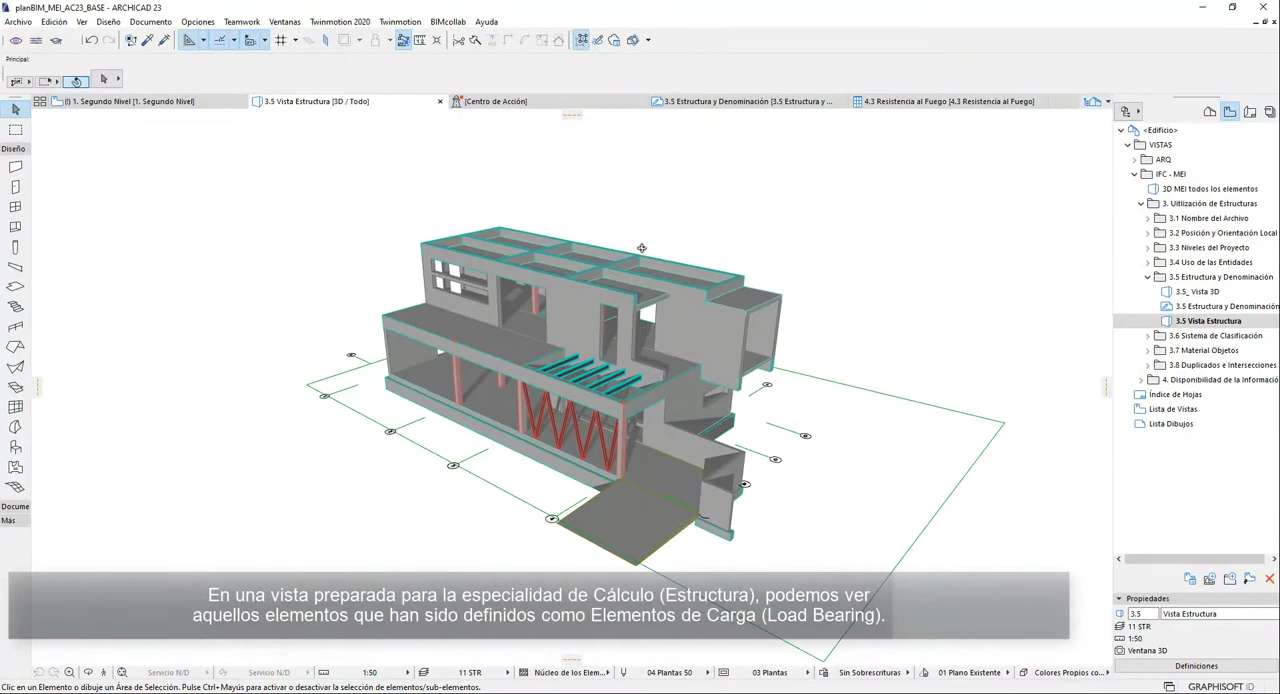 planBIM_MEI_AC23_BASE - ARCHICAD 23
Archivo Edición Ver Diseño Documento Opciones Teamwork Ventanas Twinmotion 2020 Twinmotion BIMcollab Ayuda
Principal:
(I) 1. Segundo Nivel [1. Segundo Nivel]
3.5 Vista Estructura [3D / Todo]
[Centro de Acción]
3.5 Estructura y Denominación [3.5 Estructura y ...
4.3 Resistencia al Fuego [4.3 Resistencia al Fuego]
Diseño
Docume
Más
<Edificio>
VISTAS
ARQ
IFC - MEI
3D MEI todos los elementos
3. Uitlización de Estructuras
3.1 Nombre del Archivo
3.2 Posición y Orientación Local
3.3 Niveles del Proyecto
3.4 Uso de las Entidades
3.5 Estructura y Denominación
3.5_ Vista 3D
3.5 Estructura y Denominación
3.5 Vista Estructura
3.6 Sistema de Clasificación
3.7 Material Objetos
3.8 Duplicados e Intersecciones
4. Disponibilidad de la Informació
Índice de Hojas
Lista de Vistas
Lista Dibujos
En una vista preparada para la especialidad de Cálculo (Estructura), podemos ver
aquellos elementos que han sido definidos como Elementos de Carga (Load Bearing).
Propiedades
3.5 Vista Estructura
11 STR
1:50
Ventana 3D
Definiciones
Servicio N/D
Servicio N/D
1:50
11 STR
Núcleo de los Elem...
04 Plantas 50
03 Plantas
Sin Sobrescrituras
01 Plano Existente
Colores Propios co...
Clic en un Elemento o dibuje un Área de Selección. Pulse Ctrl+Mayús para activar o desactivar la selección de elementos/sub-elementos.
GRAPHISOFT ID